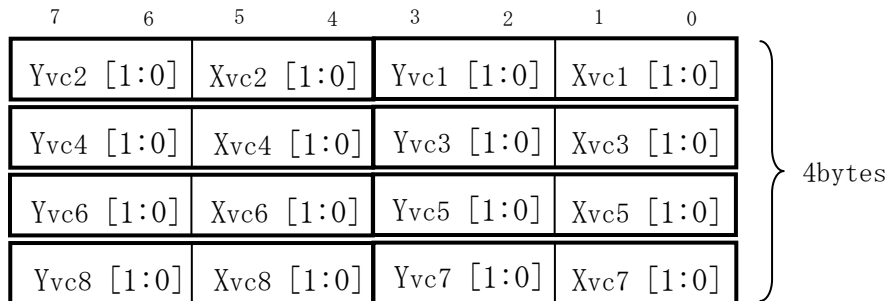 7 6 5 4 3 2 1 0
Yvc2 [1:0] Xvc2 [1:0] Yvc1 [1:0] Xvc1 [1:0]
Yvc4 [1:0] Xvc4 [1:0] Yvc3 [1:0] Xvc3 [1:0]
4bytes
Yvc6 [1:0] Xvc6 [1:0] Yvc5 [1:0] Xvc5 [1:0]
Yvc8 [1:0] Xvc8 [1:0] Yvc7 [1:0] Xvc7 [1:0]